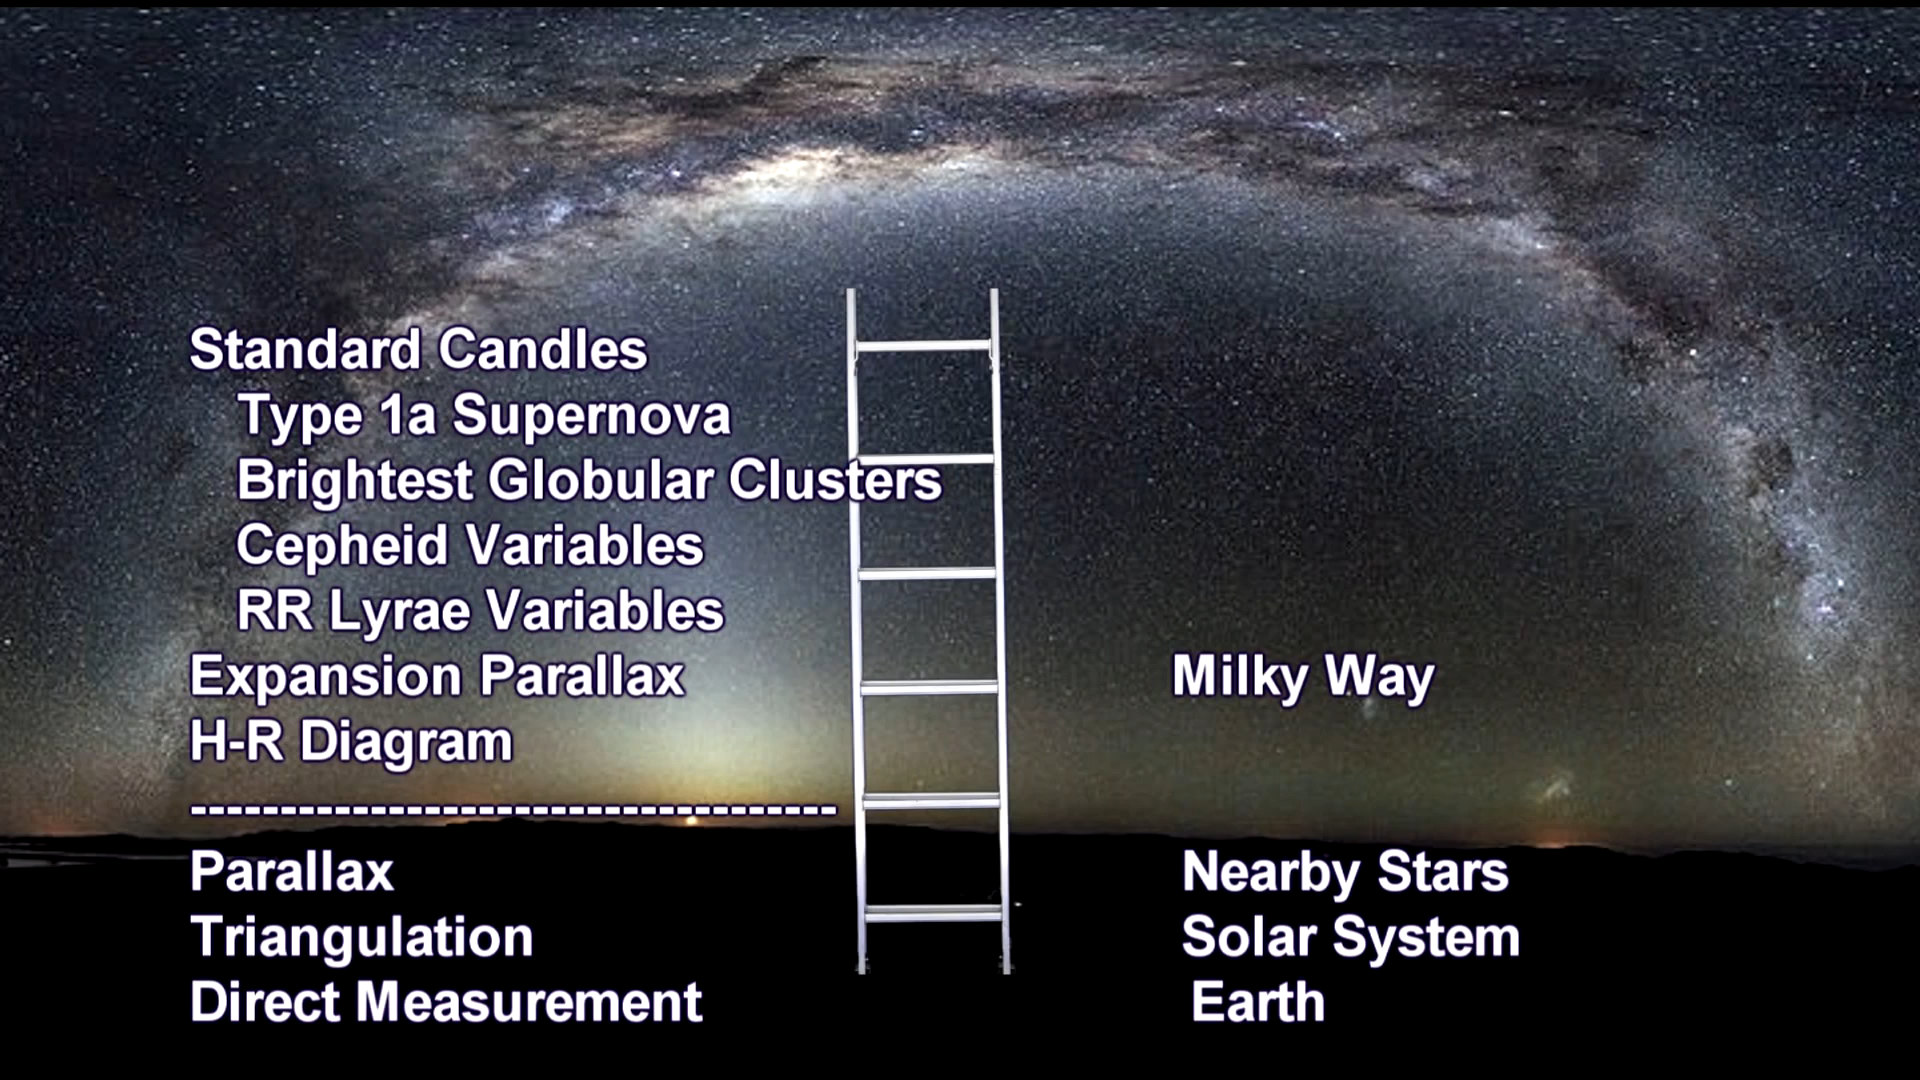 Standard Candles
Type 1a Supernova
Brightest Globular Clusters
Cepheid Variables
RR Lyrae Variables
Expansion Parallax
Milky Way
H-R Diagram
------------------------------------
Parallax
Nearby Stars
Triangulation
Solar System
Direct Measurement
Earth